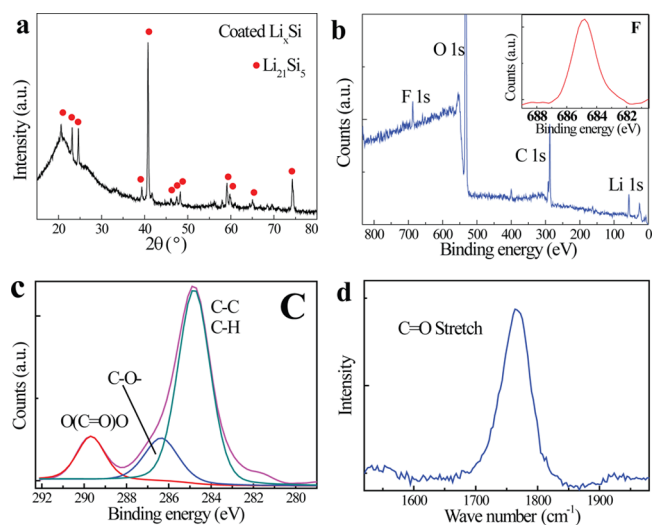 a
Coated LiₓSi
Li₂₁Si₅
Intensity (a.u.)
20 30 40 50 60 70 80
2θ (°)
b
O 1s
F 1s
C 1s
Li 1s
Counts (a.u.)
800 700 600 500 400 300 200 100 0
Binding energy (eV)
F
Counts (a.u.)
688 686 684 682
Binding energy (eV)
c
C
C-C
C-H
C-O-
O(C=O)O
Counts (a.u.)
292 290 288 286 284 282 280
Binding energy (eV)
d
C=O Stretch
Intensity
1600 1700 1800 1900
Wave number (cm⁻¹)